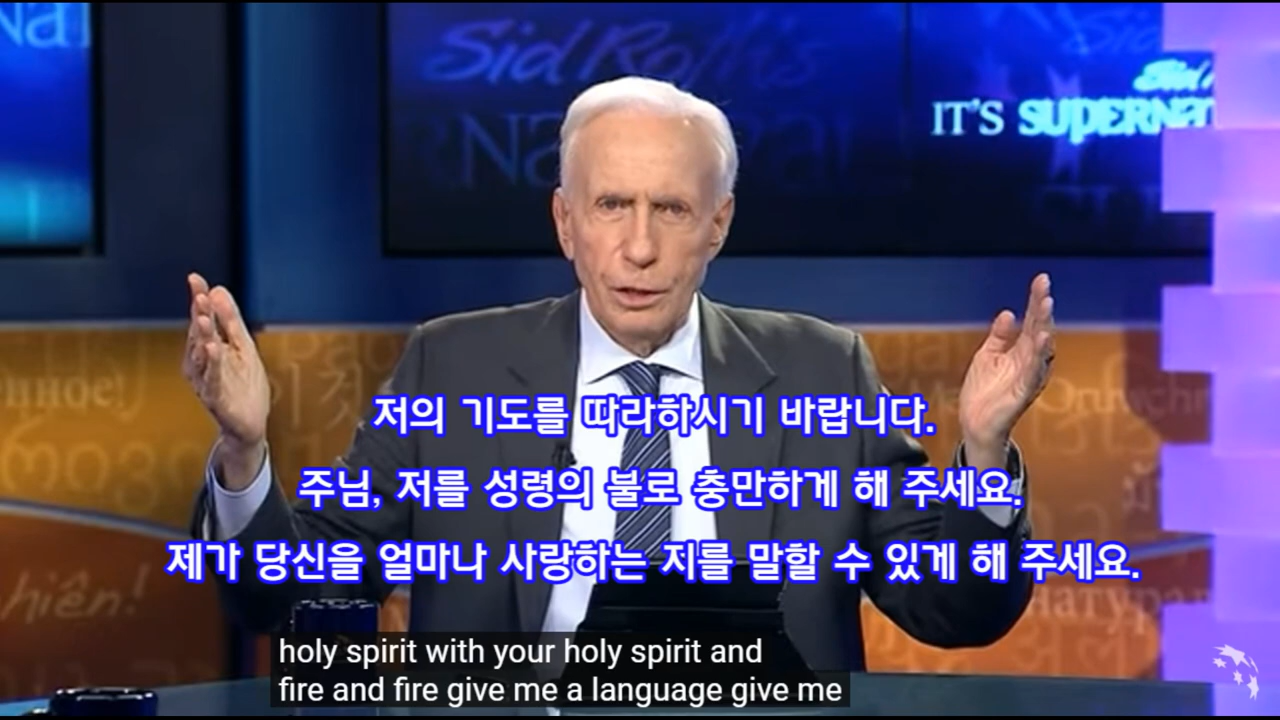 Sid Roth's
IT'S SUPERNAT
저의 기도를 따라하시기 바랍니다.
주님, 저를 성령의 불로 충만하게 해 주세요.
제가 당신을 얼마나 사랑하는 저를 말할 수 있게 해 주세요.
hiên!
holy spirit with your holy spirit and
fire and fire give me a language give me